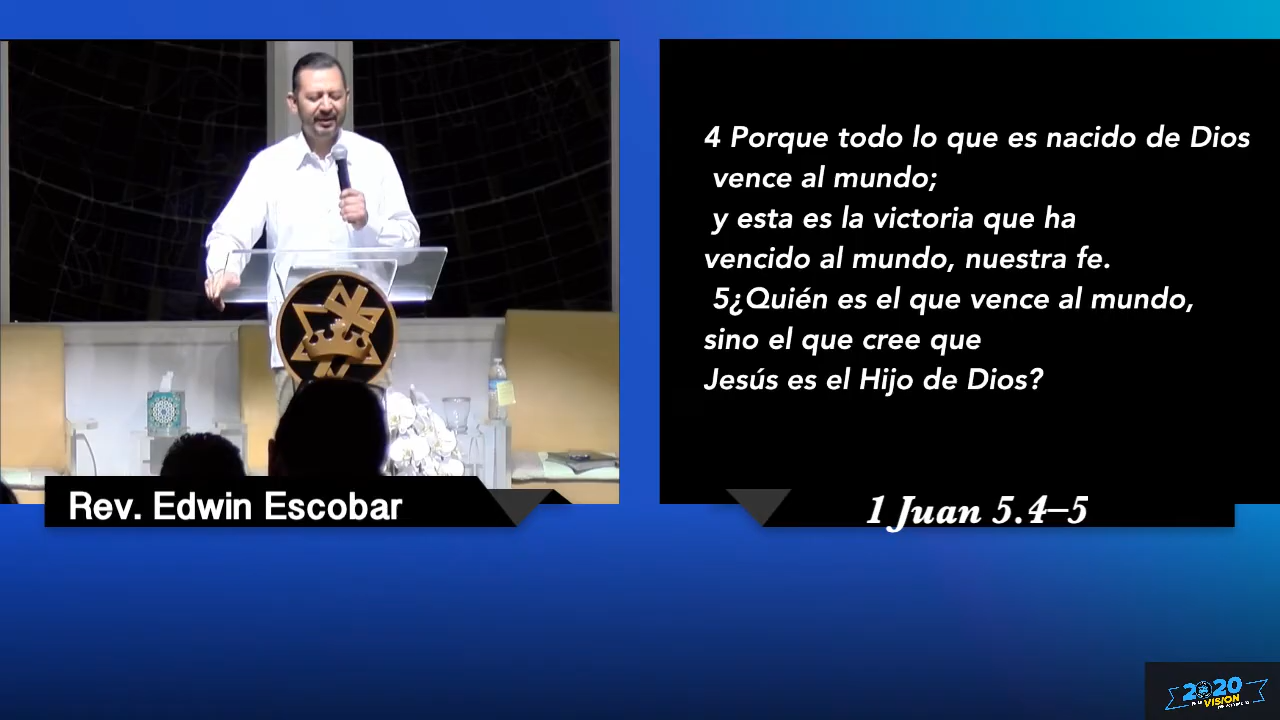 4 Porque todo lo que es nacido de Dios
vence al mundo;
y esta es la victoria que ha
vencido al mundo, nuestra fe.
5¿Quién es el que vence al mundo,
sino el que cree que
Jesús es el Hijo de Dios?
Rev. Edwin Escobar
1 Juan 5.4–5
2020
VISION